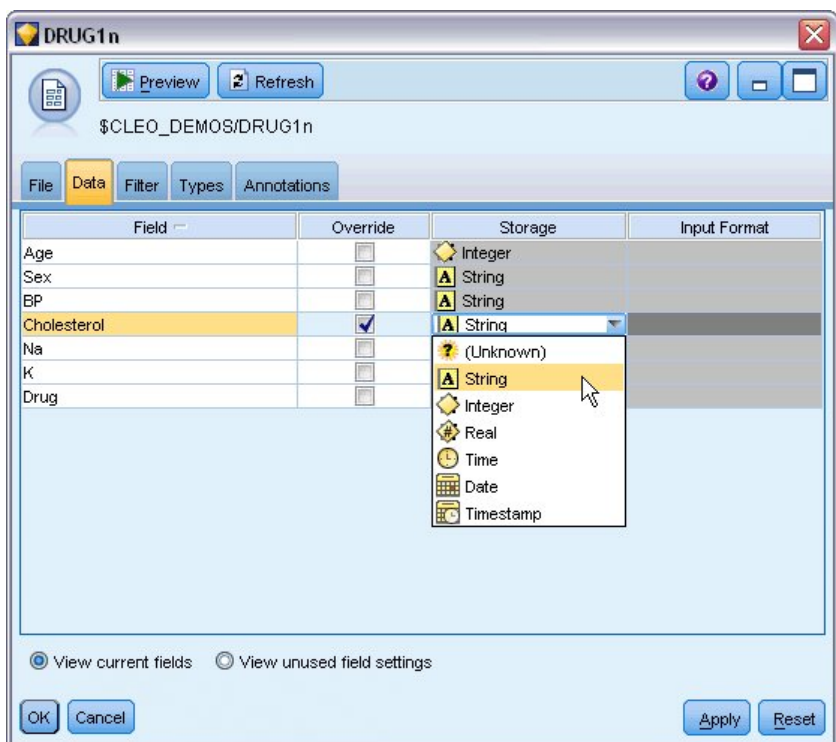 DRUG1n
Preview Refresh
$CLEO_DEMOS/DRUG1n
File Data Filter Types Annotations
Field Override Storage Input Format
Age Integer
Sex A String
BP A String
Cholesterol A String
Na
K
Drug
? (Unknown)
A String
Integer
# Real
Time
Date
Timestamp
View current fields View unused field settings
OK Cancel Apply Reset